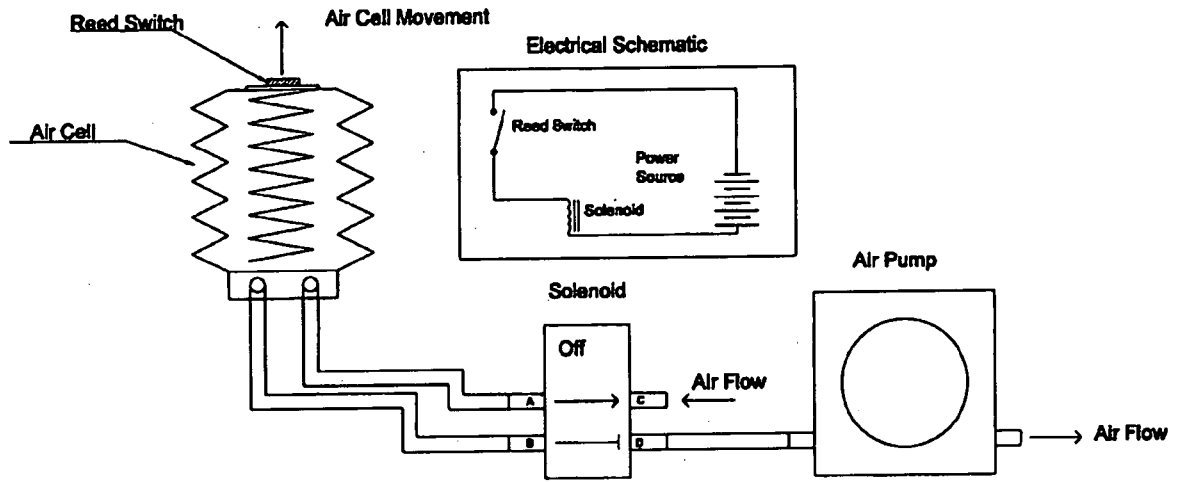 Reed Switch
Air Cell Movement
Electrical Schematic
Air Cell
Reed Switch
Power
Source
Solenoid
Air Pump
Solenoid
Off
A
C
Air Flow
B
D
Air Flow